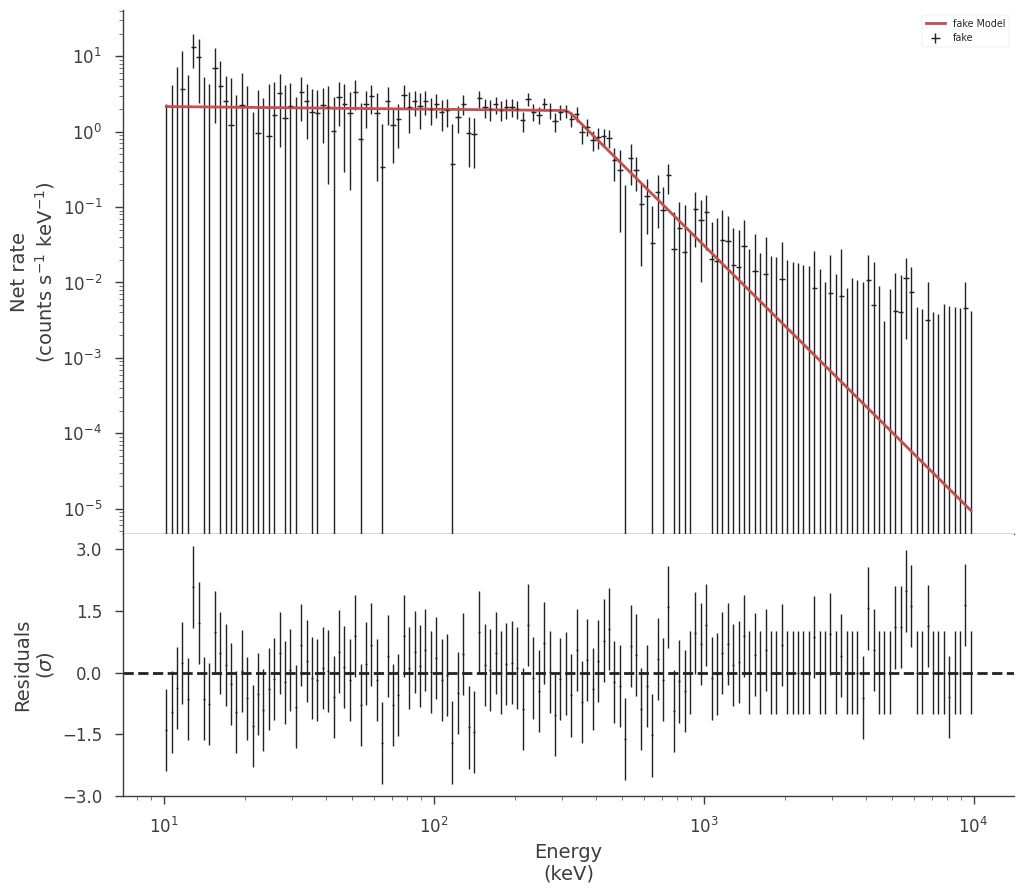 fake Model
fake
10^1
10^0
10^−1
10^−2
10^−3
10^−4
10^−5
Net rate
(counts s^−1 keV^−1)
3.0
1.5
0.0
−1.5
−3.0
Residuals
(σ)
10^1 10^2 10^3 10^4
Energy
(keV)